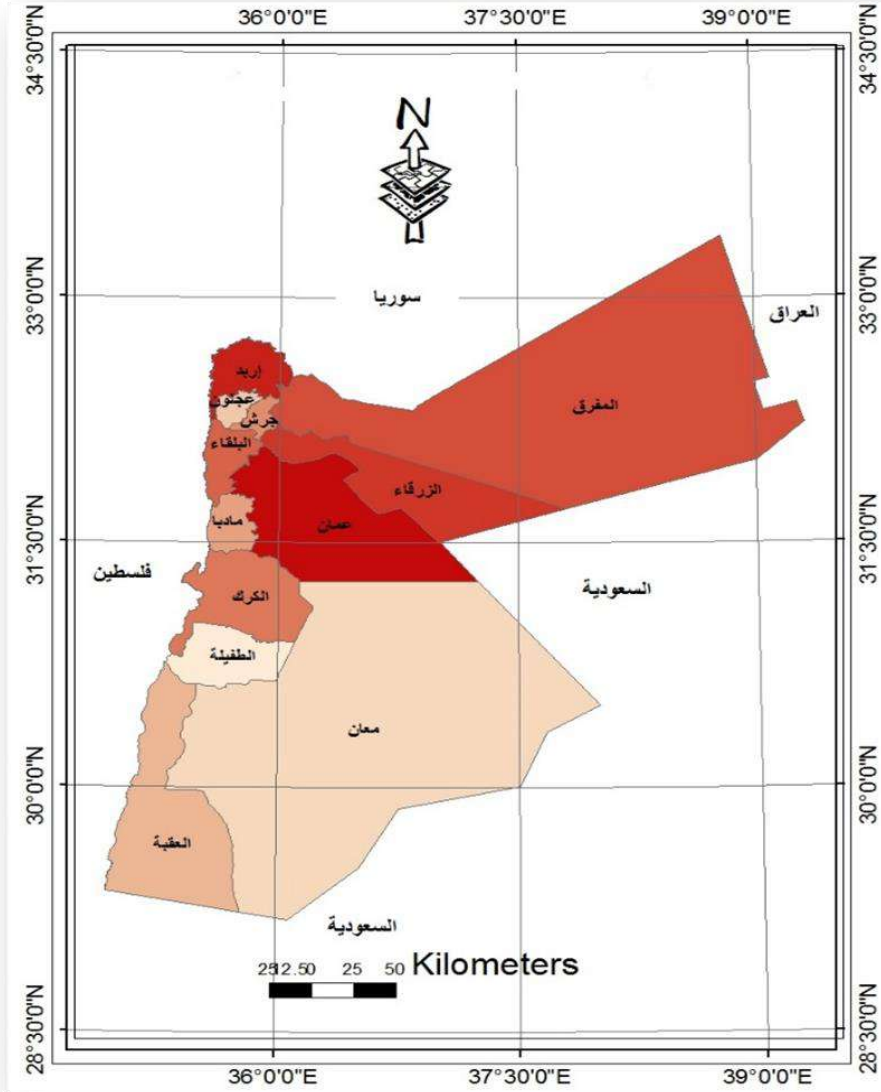 36°0'0"E 37°30'0"E 39°0'0"E
34°30'0"N 34°30'0"N
N
33°0'0"N سوريا العراق 33°0'0"N
إربد
عجلون
جرش
المفرق
البلقاء
الزرقاء
مادبا
عمان
31°30'0"N 31°30'0"N
فلسطين
السعودية
الكرك
الطفيلة
معان
30°0'0"N 30°0'0"N
العقبة
السعودية
2512.50 25 50 Kilometers
28°30'0"N 28°30'0"N
36°0'0"E 37°30'0"E 39°0'0"E